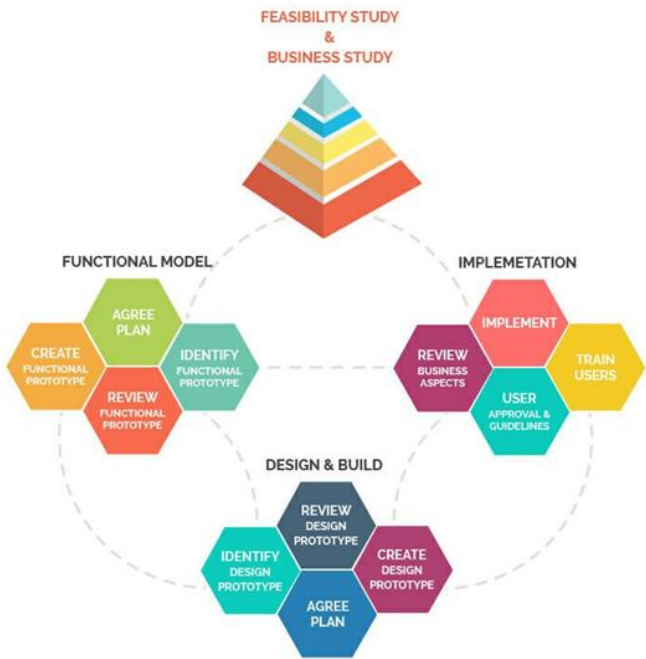 FEASIBILITY STUDY
&
BUSINESS STUDY
FUNCTIONAL MODEL
AGREE
PLAN
CREATE
FUNCTIONAL
PROTOTYPE
IDENTIFY
FUNCTIONAL
PROTOTYPE
REVIEW
FUNCTIONAL
PROTOTYPE
IMPLEMETATION
IMPLEMENT
REVIEW
BUSINESS
ASPECTS
TRAIN
USERS
USER
APPROVAL &
GUIDELINES
DESIGN & BUILD
REVIEW
DESIGN
PROTOTYPE
IDENTIFY
DESIGN
PROTOTYPE
CREATE
DESIGN
PROTOTYPE
AGREE
PLAN